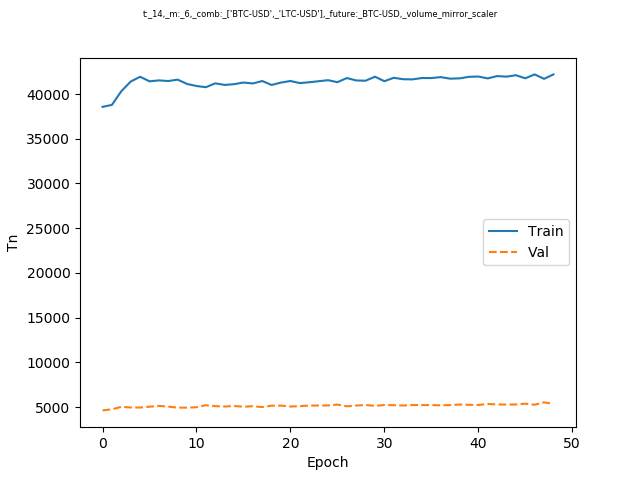 t:_14,_m:_6,_comb:_['BTC-USD',_'LTC-USD'],_future:_BTC-USD,_volume_mirror_scaler
40000
35000
30000
25000
20000
15000
10000
5000
Tn
Train
Val
0 10 20 30 40 50
Epoch